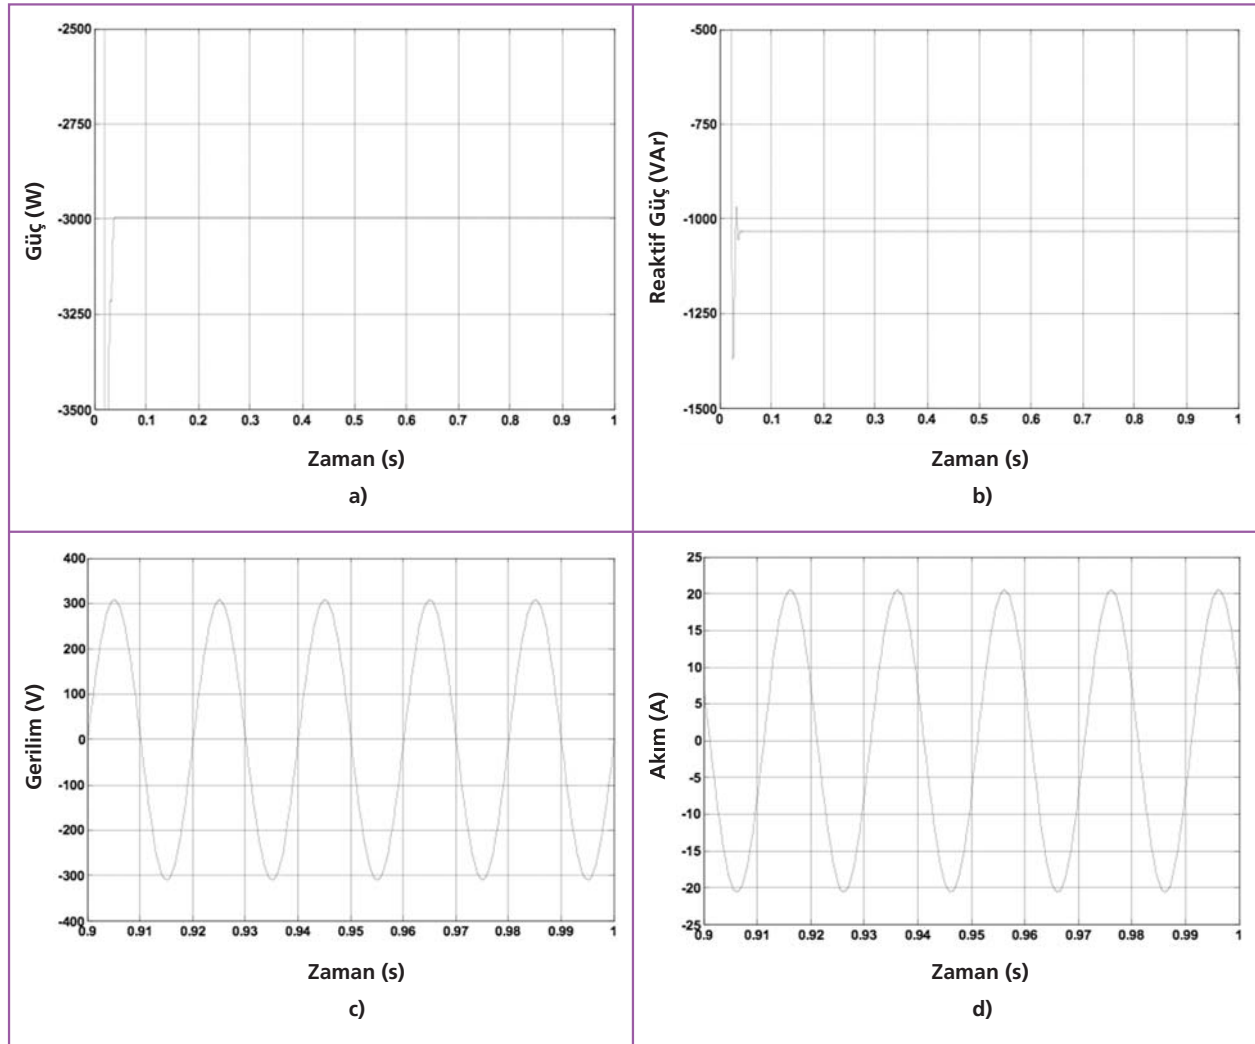 -2500
-2750
-3000
-3250
-3500
Güç (W)
0 0.1 0.2 0.3 0.4 0.5 0.6 0.7 0.8 0.9 1
Zaman (s)
a)
-500
-750
-1000
-1250
-1500
Reaktif Güç (VAr)
0 0.1 0.2 0.3 0.4 0.5 0.6 0.7 0.8 0.9 1
Zaman (s)
b)
400
300
200
100
0
-100
-200
-300
-400
Gerilim (V)
0.9 0.91 0.92 0.93 0.94 0.95 0.96 0.97 0.98 0.99 1
Zaman (s)
c)
25
20
15
10
5
0
-5
-10
-15
-20
-25
Akım (A)
0.9 0.91 0.92 0.93 0.94 0.95 0.96 0.97 0.98 0.99 1
Zaman (s)
d)